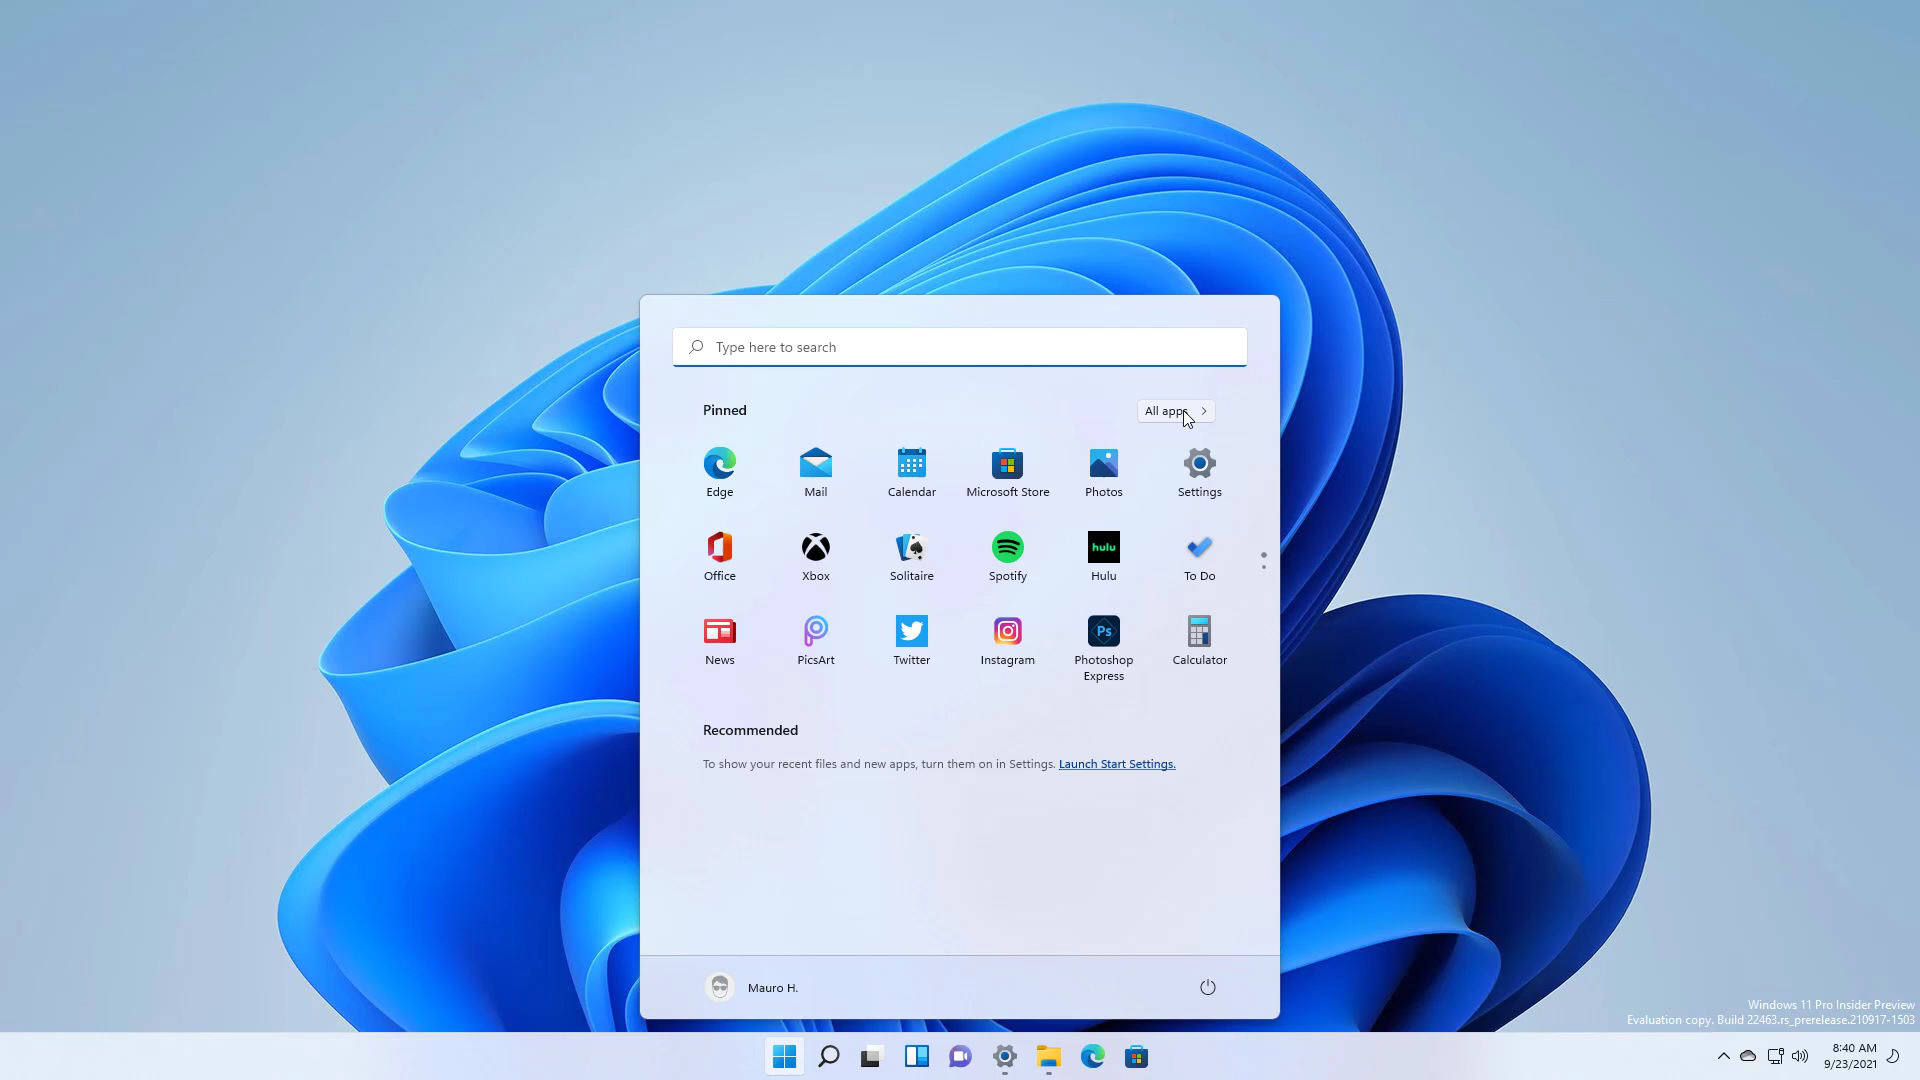 Type here to search
Pinned
All apps
Edge
Mail
Calendar
Microsoft Store
Photos
Settings
Office
Xbox
Solitaire
Spotify
hulu
Hulu
To Do
News
PicsArt
Twitter
Instagram
Ps
Photoshop
Express
Calculator
Recommended
To show your recent files and new apps, turn them on in Settings. Launch Start Settings.
Mauro H.
Windows 11 Pro Insider Preview
Evaluation copy. Build 22463.rs_prerelease.210917-1503
8:40 AM
9/23/2021